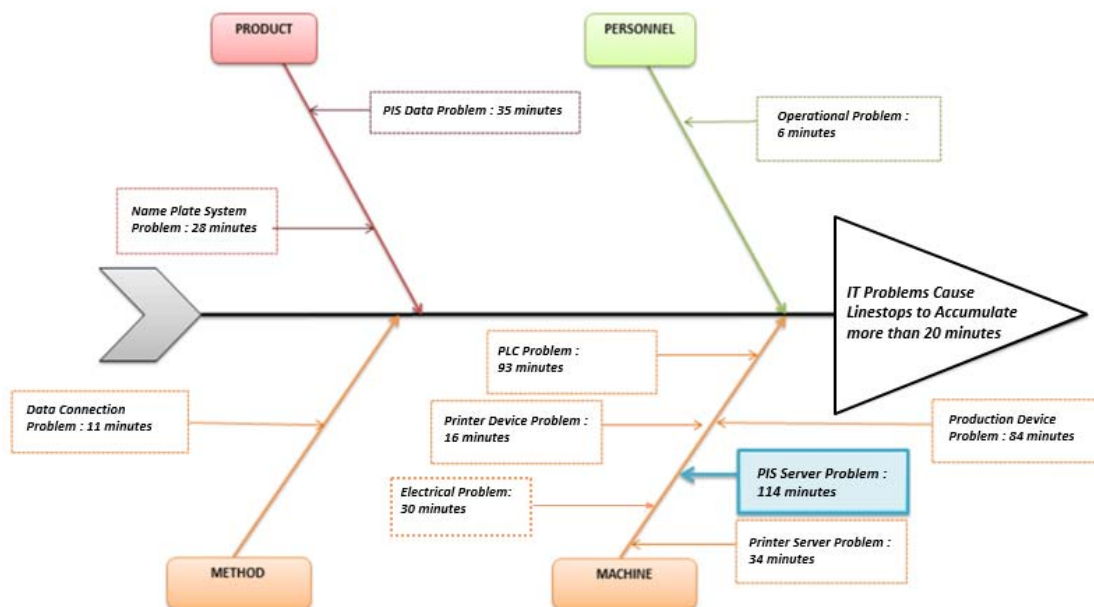 PRODUCT
PERSONNEL
PIS Data Problem : 35 minutes
Operational Problem :
6 minutes
Name Plate System
Problem : 28 minutes
IT Problems Cause
Linestops to Accumulate
more than 20 minutes
PLC Problem :
93 minutes
Data Connection
Problem : 11 minutes
Printer Device Problem :
16 minutes
Production Device
Problem : 84 minutes
PIS Server Problem :
114 minutes
Electrical Problem:
30 minutes
Printer Server Problem :
34 minutes
METHOD
MACHINE